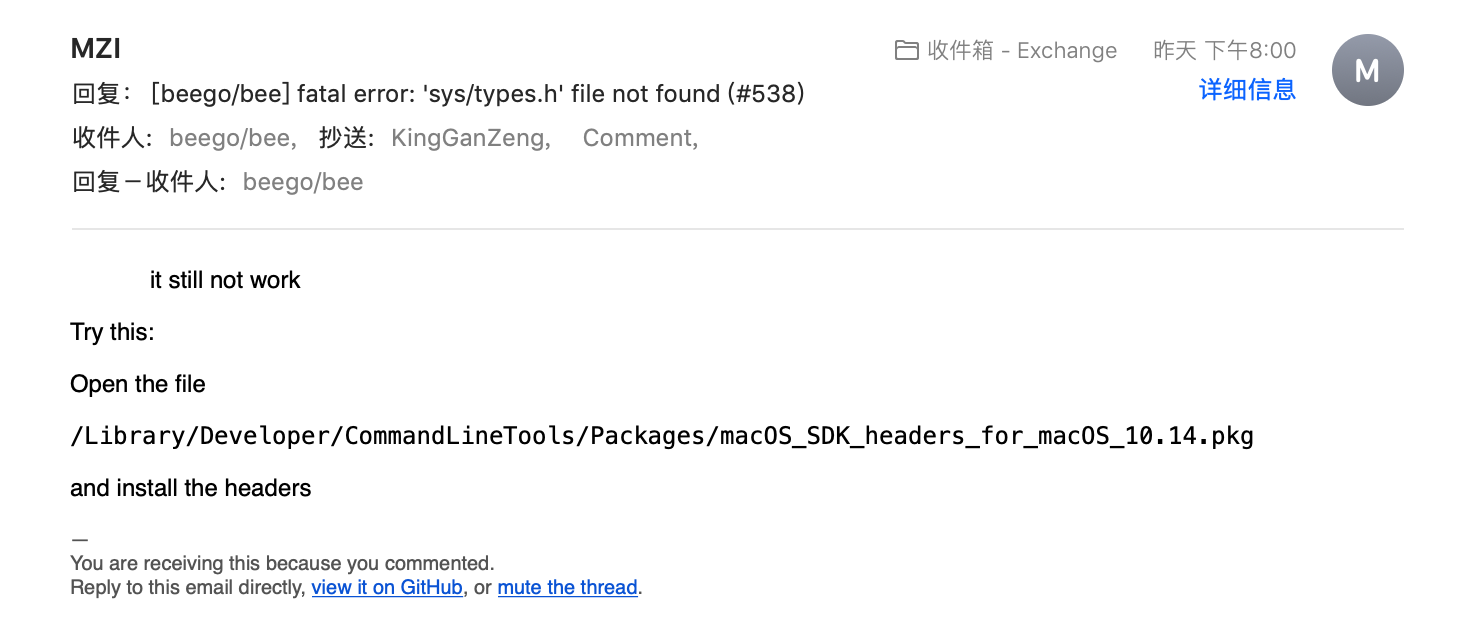 MZI
收件箱 - Exchange 昨天 下午8:00
M
回复: [beego/bee] fatal error: 'sys/types.h' file not found (#538)
详细信息
收件人: beego/bee, 抄送: KingGanZeng, Comment,
回复－收件人: beego/bee
it still not work
Try this:
Open the file
/Library/Developer/CommandLineTools/Packages/macOS_SDK_headers_for_macOS_10.14.pkg
and install the headers
—
You are receiving this because you commented.
Reply to this email directly, view it on GitHub, or mute the thread.